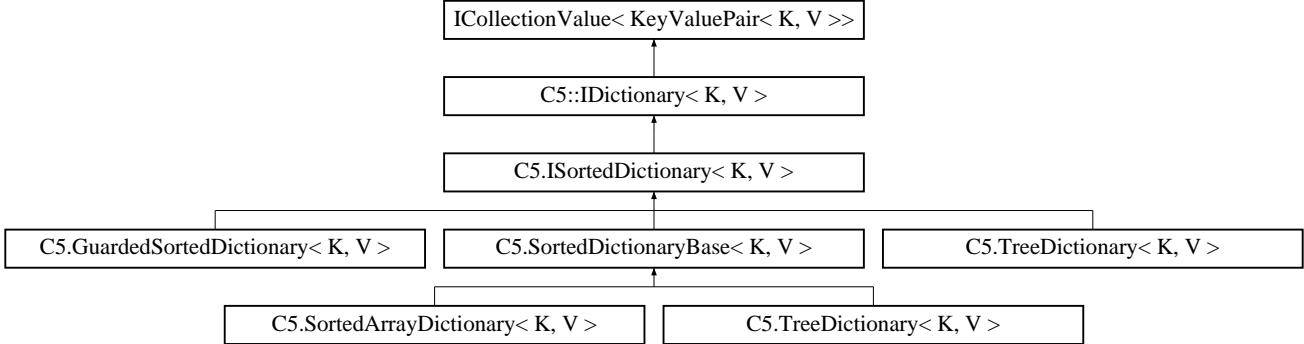 ICollectionValue< KeyValuePair< K, V >>
C5::IDictionary< K, V >
C5.ISortedDictionary< K, V >
C5.GuardedSortedDictionary< K, V >
C5.SortedDictionaryBase< K, V >
C5.TreeDictionary< K, V >
C5.SortedArrayDictionary< K, V >
C5.TreeDictionary< K, V >